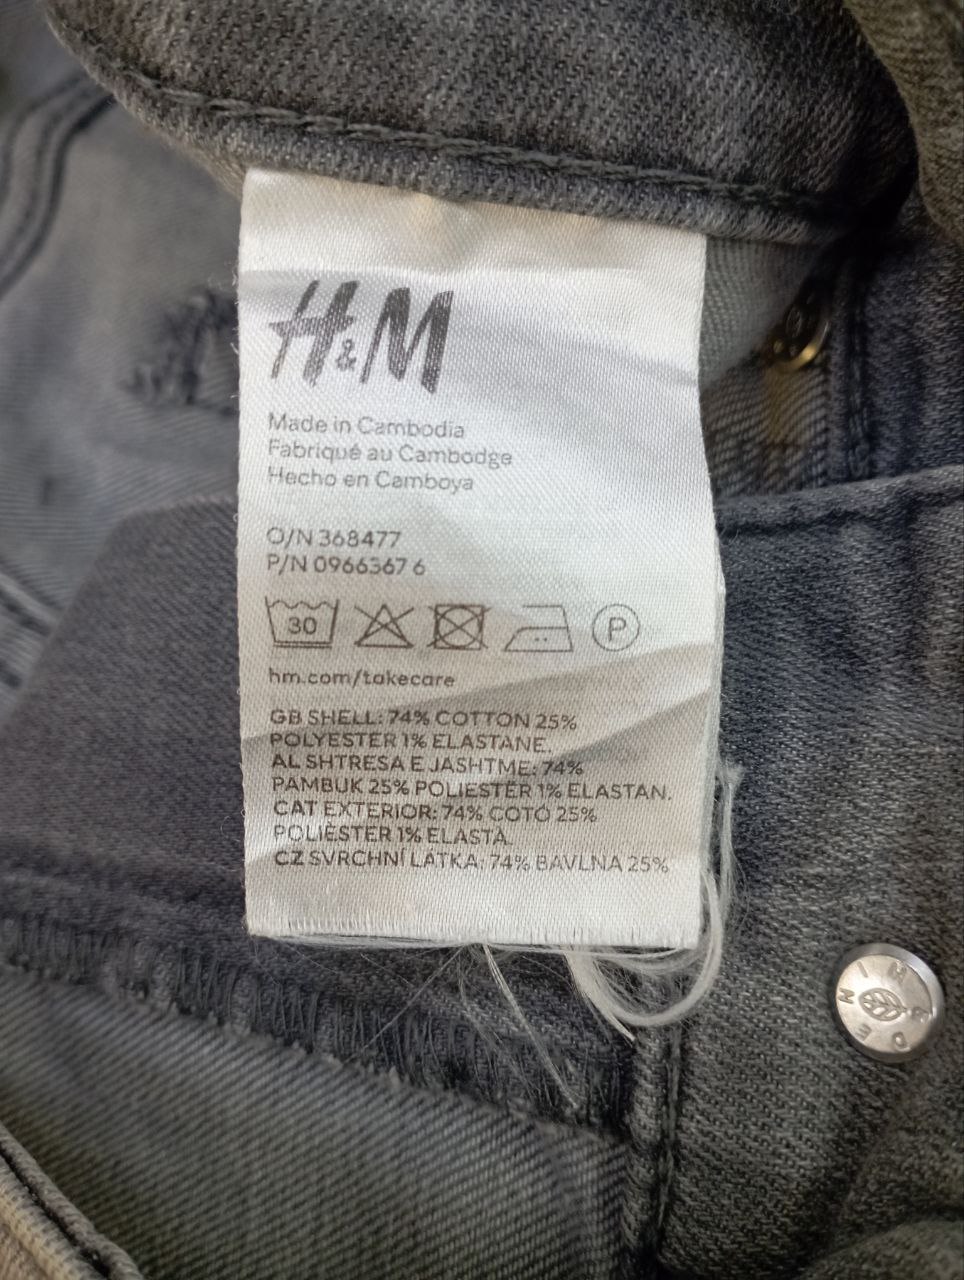 H&M
Made in Cambodia
Fabriqué au Cambodge
Hecho en Camboya
O/N 368477
P/N 0966367 6
30
P
hm.com/takecare
GB SHELL: 74% COTTON 25%
POLYESTER 1% ELASTANE.
AL SHTRESA E JASHTME: 74%
PAMBUK 25% POLIESTER 1% ELASTAN.
CAT EXTERIOR: 74% COTÓ 25%
POLIÈSTER 1% ELASTÀ.
CZ SVRCHNÍ LÁTKA: 74% BAVLNA 25%